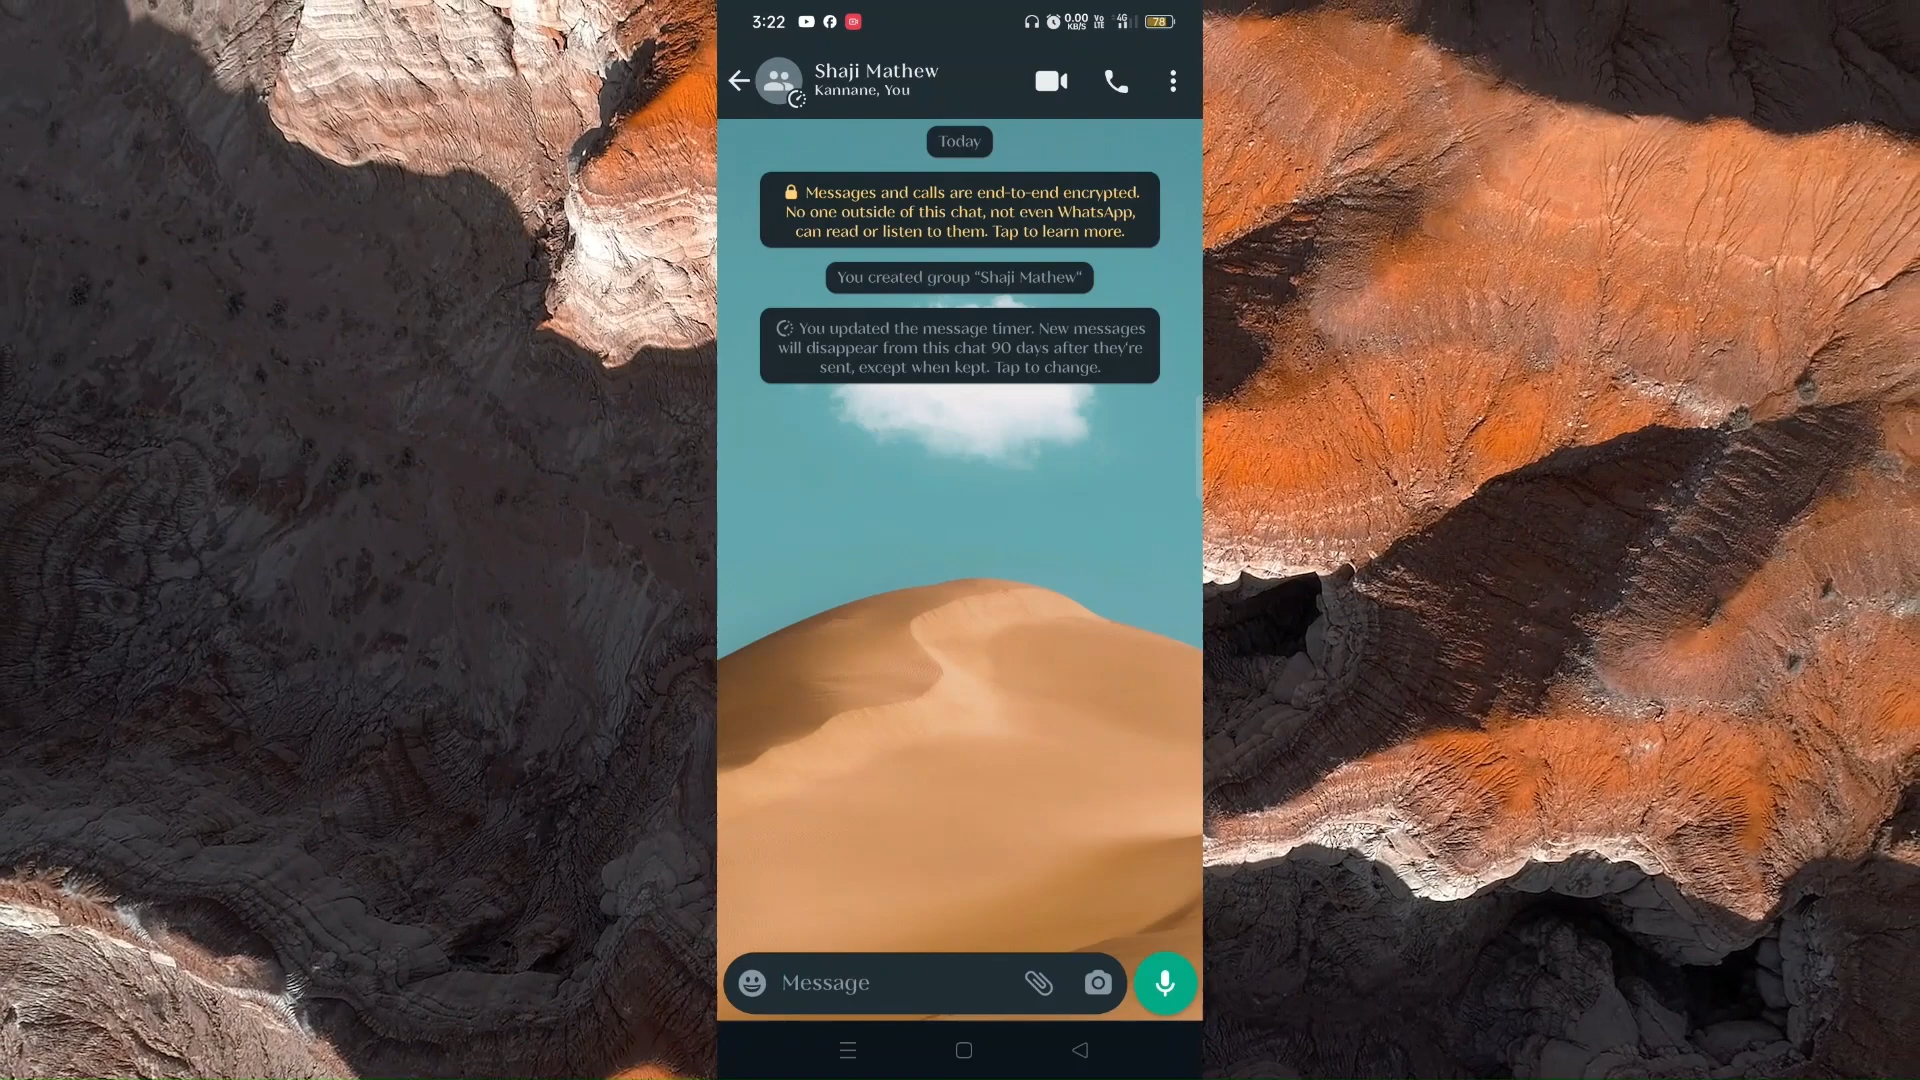 3:22
0.00
KB/S
Vo
LTE
4G
78
Shaji Mathew
Kannane, You
Today
Messages and calls are end-to-end encrypted.
No one outside of this chat, not even WhatsApp,
can read or listen to them. Tap to learn more.
You created group "Shaji Mathew"
You updated the message timer. New messages
will disappear from this chat 90 days after they're
sent, except when kept. Tap to change.
Message